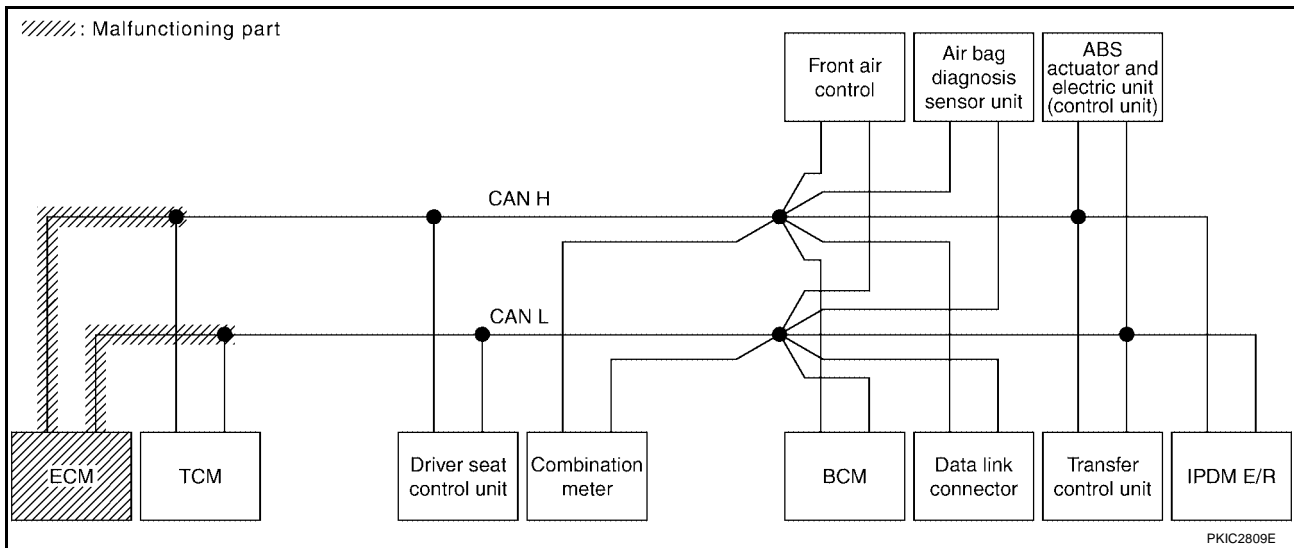 : Malfunctioning part
Front air
control
Air bag
diagnosis
sensor unit
ABS
actuator and
electric unit
(control unit)
CAN H
CAN L
ECM
TCM
Driver seat
control unit
Combination
meter
BCM
Data link
connector
Transfer
control unit
IPDM E/R
PKIC2809E